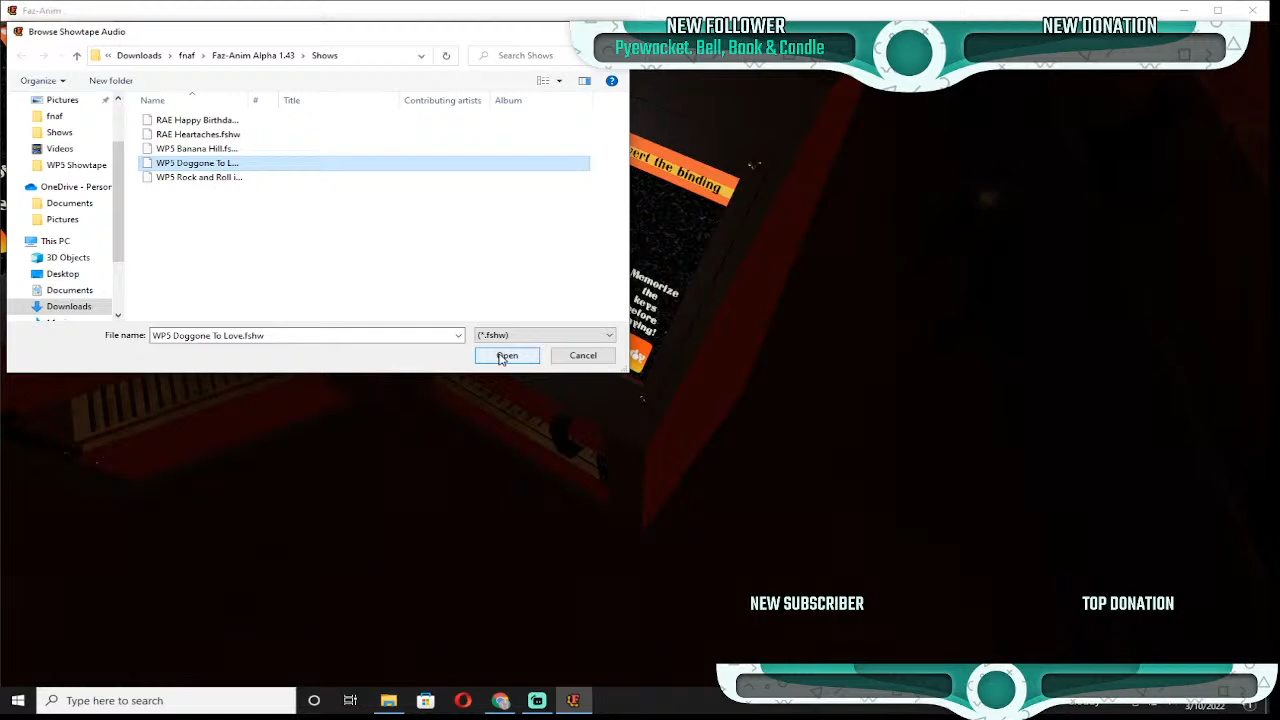 Faz-Anim
Browse Showtape Audio
Downloads > fnaf > Faz-Anim Alpha 1.43 > Shows
Search Shows
Organize
New folder
Name
#
Title
Contributing artists
Album
Pictures
fnaf
Shows
Videos
WP5 Showtape
OneDrive - Person
Documents
Pictures
This PC
3D Objects
Desktop
Documents
Downloads
RAE Happy Birthda...
RAE Heartaches.fshw
WP5 Banana Hill.fs...
WP5 Doggone To L...
WP5 Rock and Roll i...
File name:
WP5 Doggone To Love.fshw
(*.fshw)
Open
Cancel
NEW FOLLOWER
Pyewocket. Bell, Book & Candle
NEW DONATION
vert the binding
Memorize
the
keys
before
NEW SUBSCRIBER
TOP DONATION
Type here to search
3/10/2022